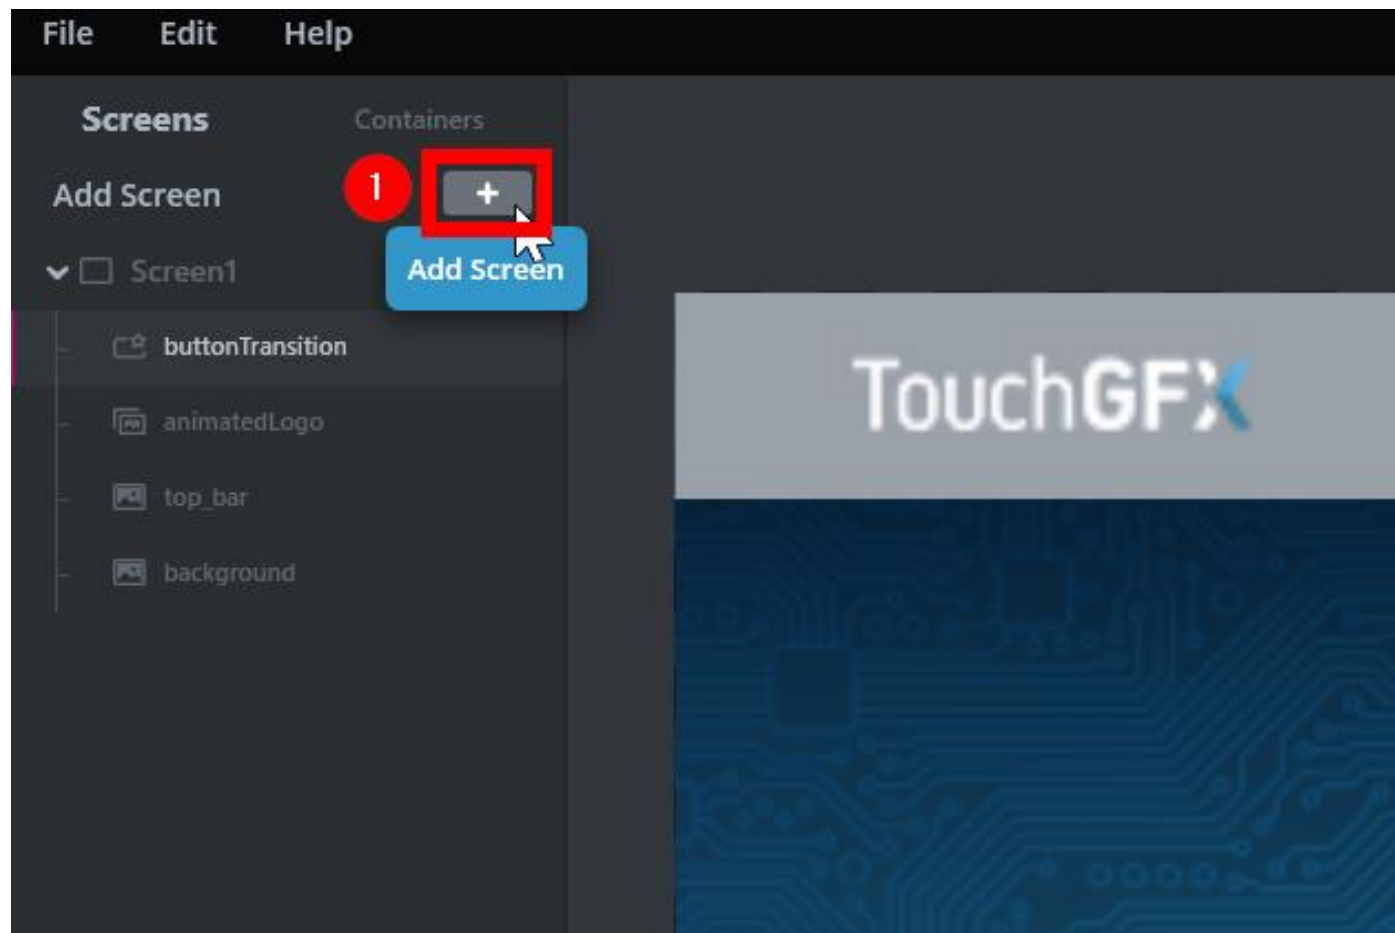 File Edit Help
Screens Containers
Add Screen 1 +
Screen1 Add Screen
buttonTransition
animatedLogo
top_bar
background
TouchGFX